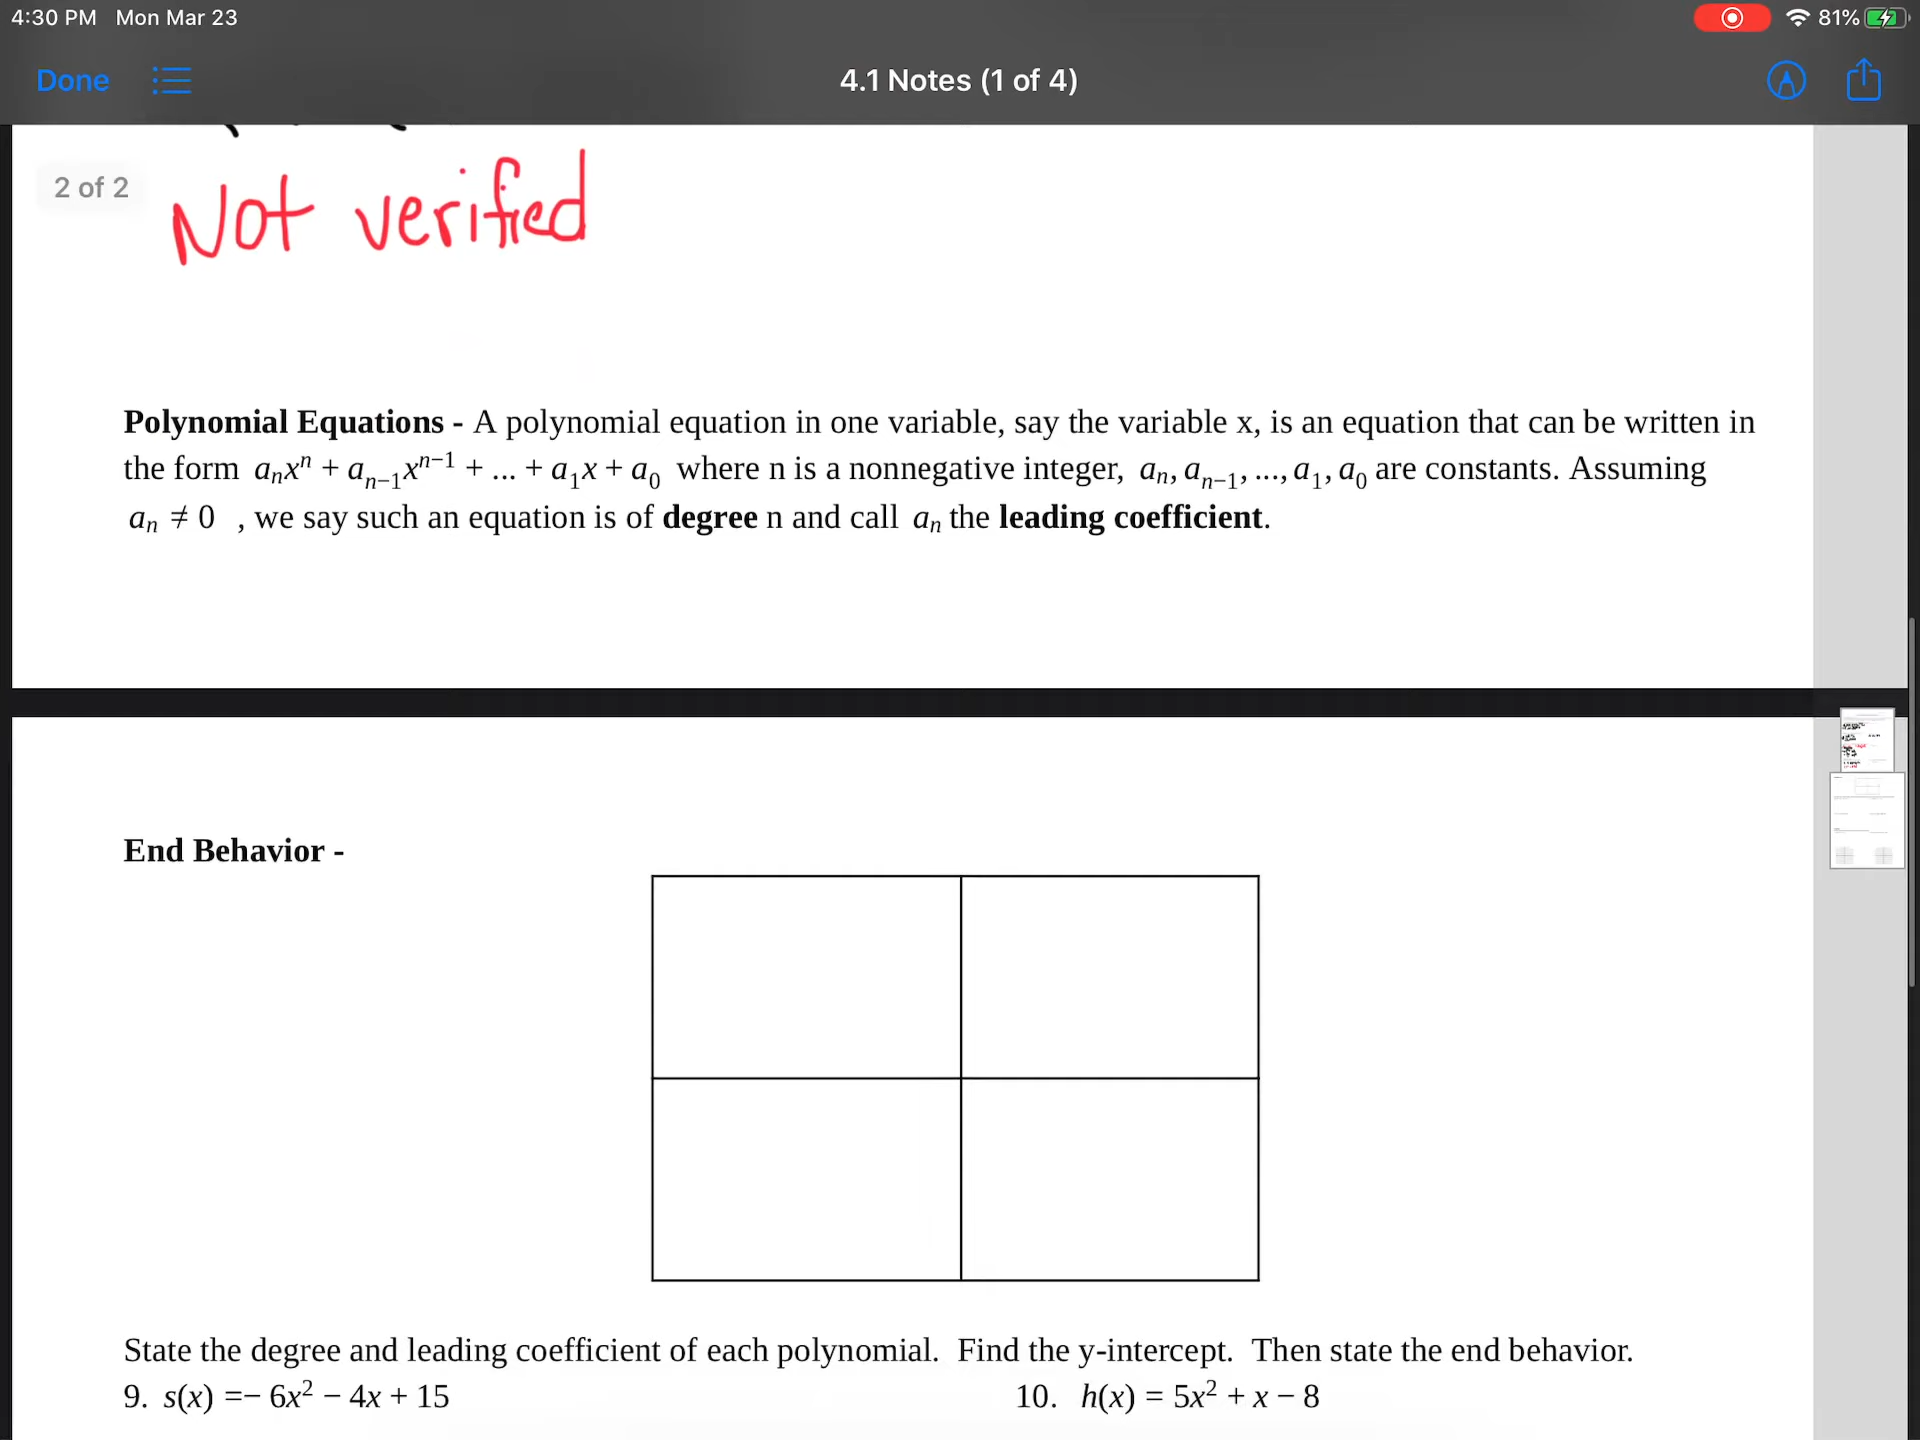 4:30 PM Mon Mar 23
81%
Done
4.1 Notes (1 of 4)
2 of 2
Not verified
Polynomial Equations - A polynomial equation in one variable, say the variable x, is an equation that can be written in
the form aₙxⁿ + aₙ₋₁xⁿ⁻¹ + ... + a₁x + a₀ where n is a nonnegative integer, aₙ, aₙ₋₁, ..., a₁, a₀ are constants. Assuming
aₙ ≠ 0 , we say such an equation is of degree n and call aₙ the leading coefficient.
End Behavior -
State the degree and leading coefficient of each polynomial. Find the y-intercept. Then state the end behavior.
9. s(x) =− 6x² − 4x + 15
10. h(x) = 5x² + x − 8